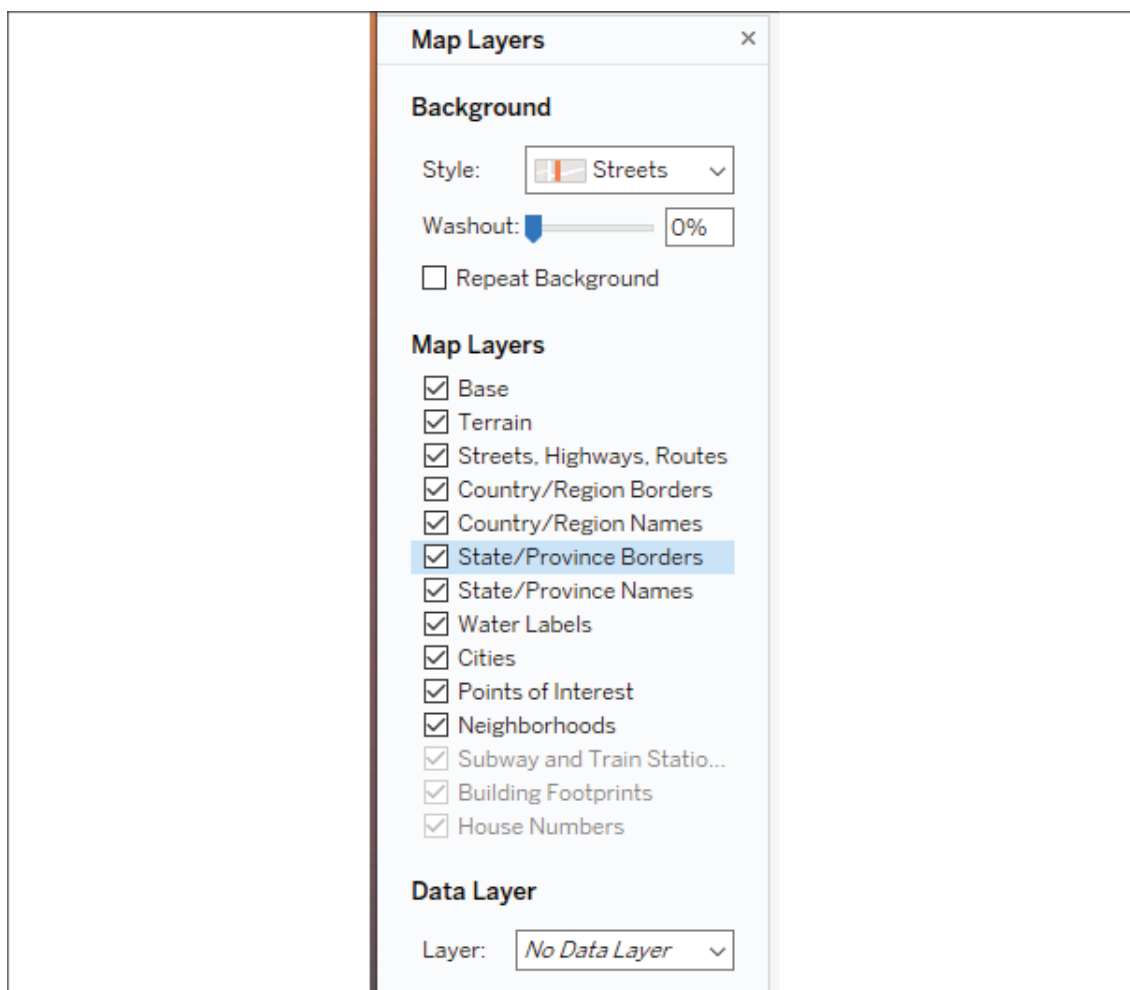 Map Layers
Background
Style: Streets
Washout: 0%
Repeat Background
Map Layers
Base
Terrain
Streets, Highways, Routes
Country/Region Borders
Country/Region Names
State/Province Borders
State/Province Names
Water Labels
Cities
Points of Interest
Neighborhoods
Subway and Train Statio...
Building Footprints
House Numbers
Data Layer
Layer: No Data Layer